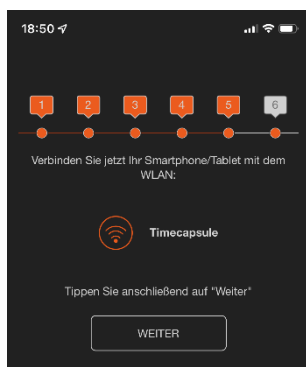 18:50
1 2 3 4 5 6
Verbinden Sie jetzt Ihr Smartphone/Tablet mit dem
WLAN:
Timecapsule
Tippen Sie anschließend auf "Weiter"
WEITER